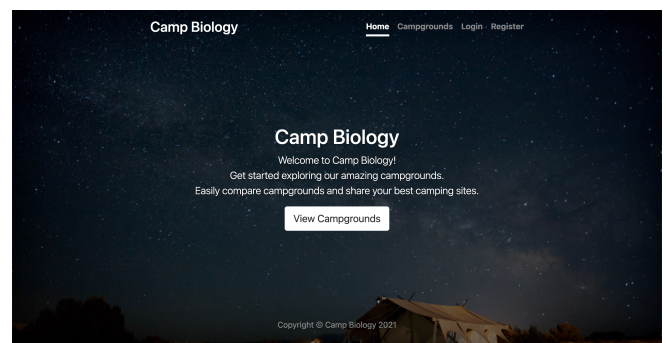 Camp Biology
Home Campgrounds Login Register
Camp Biology
Welcome to Camp Biology!
Get started exploring our amazing campgrounds.
Easily compare campgrounds and share your best camping sites.
View Campgrounds
Copyright © Camp Biology 2021